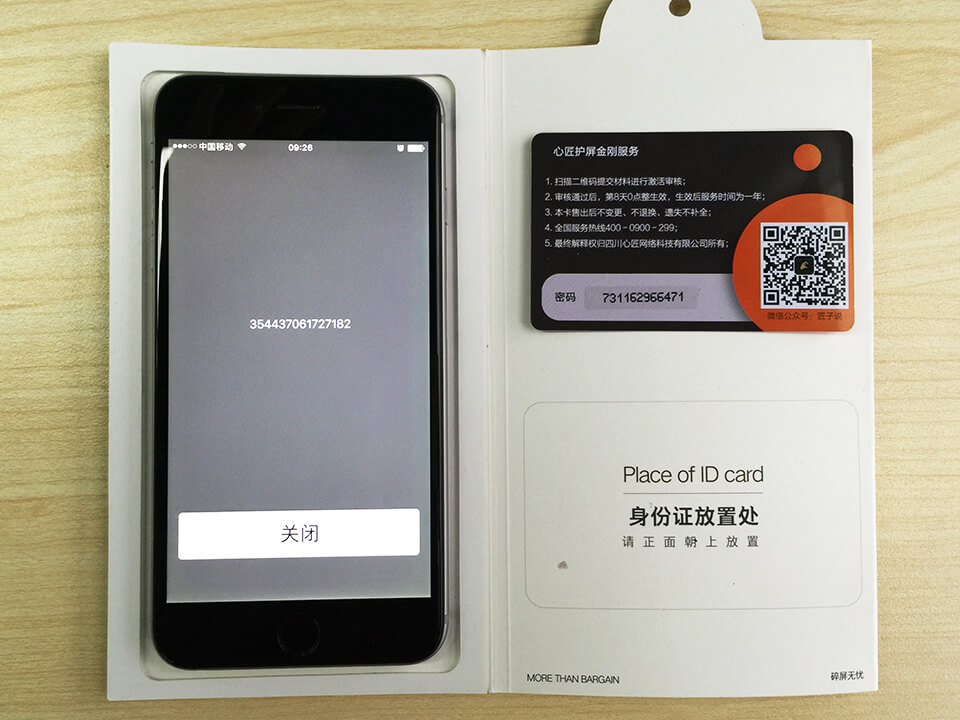 中国移动
09:26
354437061727182
关闭
心匠护屏金刚服务
1. 扫描二维码提交材料进行激活审核；
2. 审核通过后，第8天0点整生效，生效后服务时间为一年；
3. 本卡售出后不变更、不退换、遗失不补全；
4. 全国服务热线400-0900-299；
5. 最终解释权归四川心匠网络科技有限公司所有；
密码 731162966471
微信公众号：匠子说
Place of ID card
身份证放置处
请正面朝上放置
MORE THAN BARGAIN
碎屏无忧